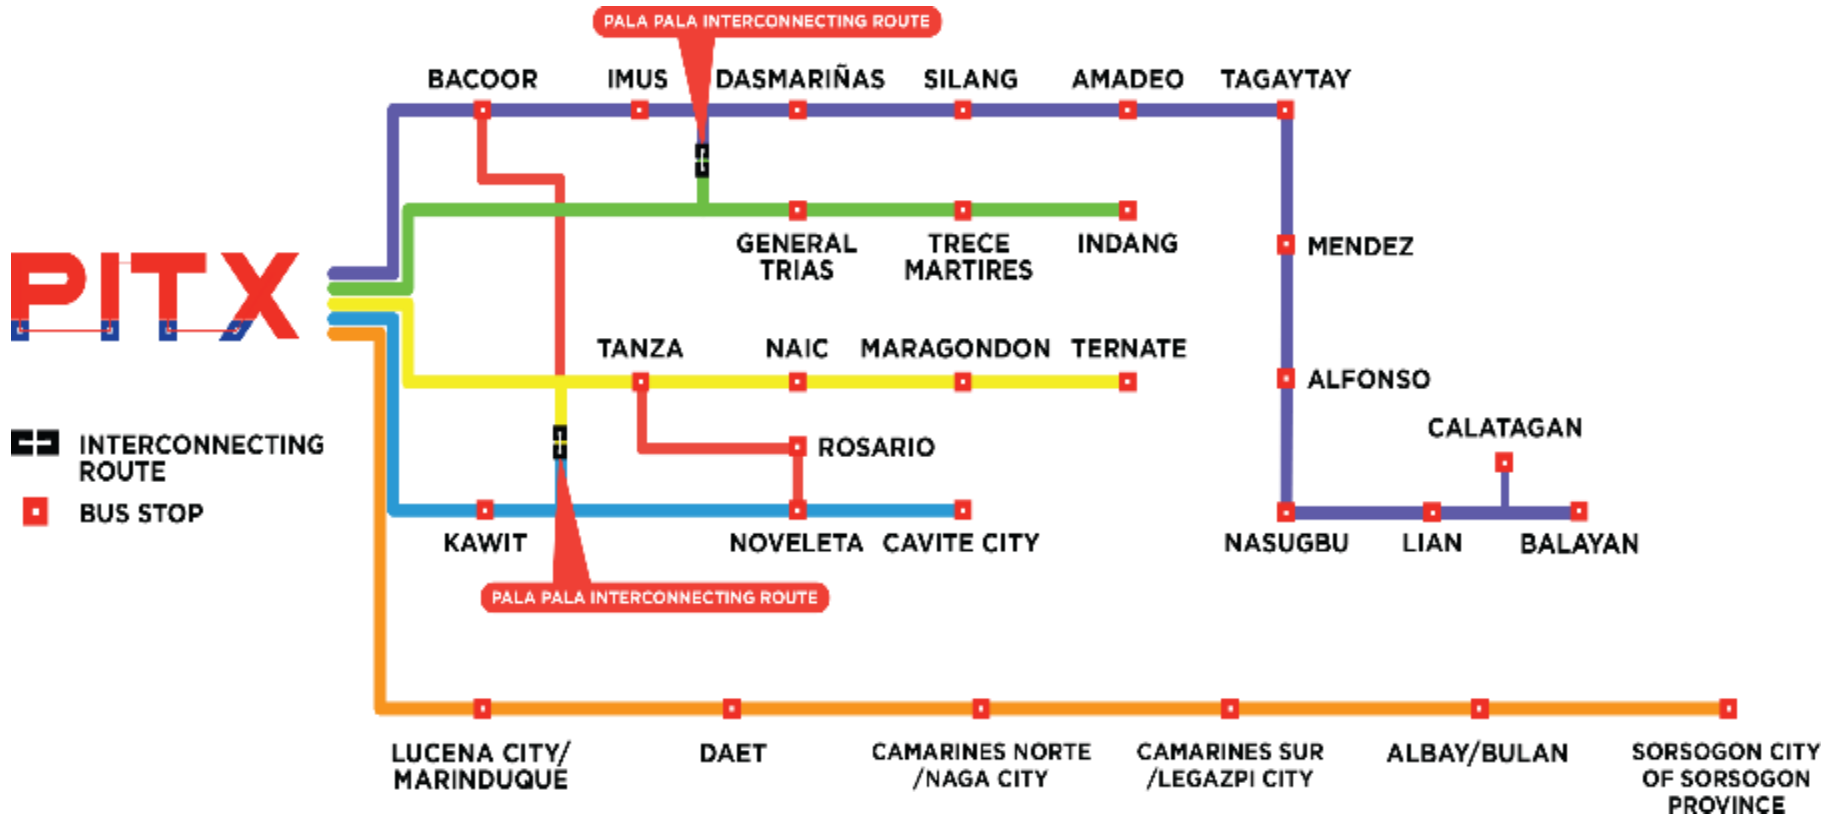 PALA PALA INTERCONNECTING ROUTE
BACOOR
IMUS
DASMARIÑAS
SILANG
AMADEO
TAGAYTAY
PITX
GENERAL
TRIAS
TRECE
MARTIRES
INDANG
MENDEZ
TANZA
NAIC
MARAGONDON
TERNATE
ALFONSO
INTERCONNECTING
ROUTE
BUS STOP
ROSARIO
CALATAGAN
KAWIT
NOVELETA
CAVITE CITY
NASUGBU
LIAN
BALAYAN
PALA PALA INTERCONNECTING ROUTE
LUCENA CITY/
MARINDUQUE
DAET
CAMARINES NORTE
/NAGA CITY
CAMARINES SUR
/LEGAZPI CITY
ALBAY/BULAN
SORSOGON CITY
OF SORSOGON
PROVINCE